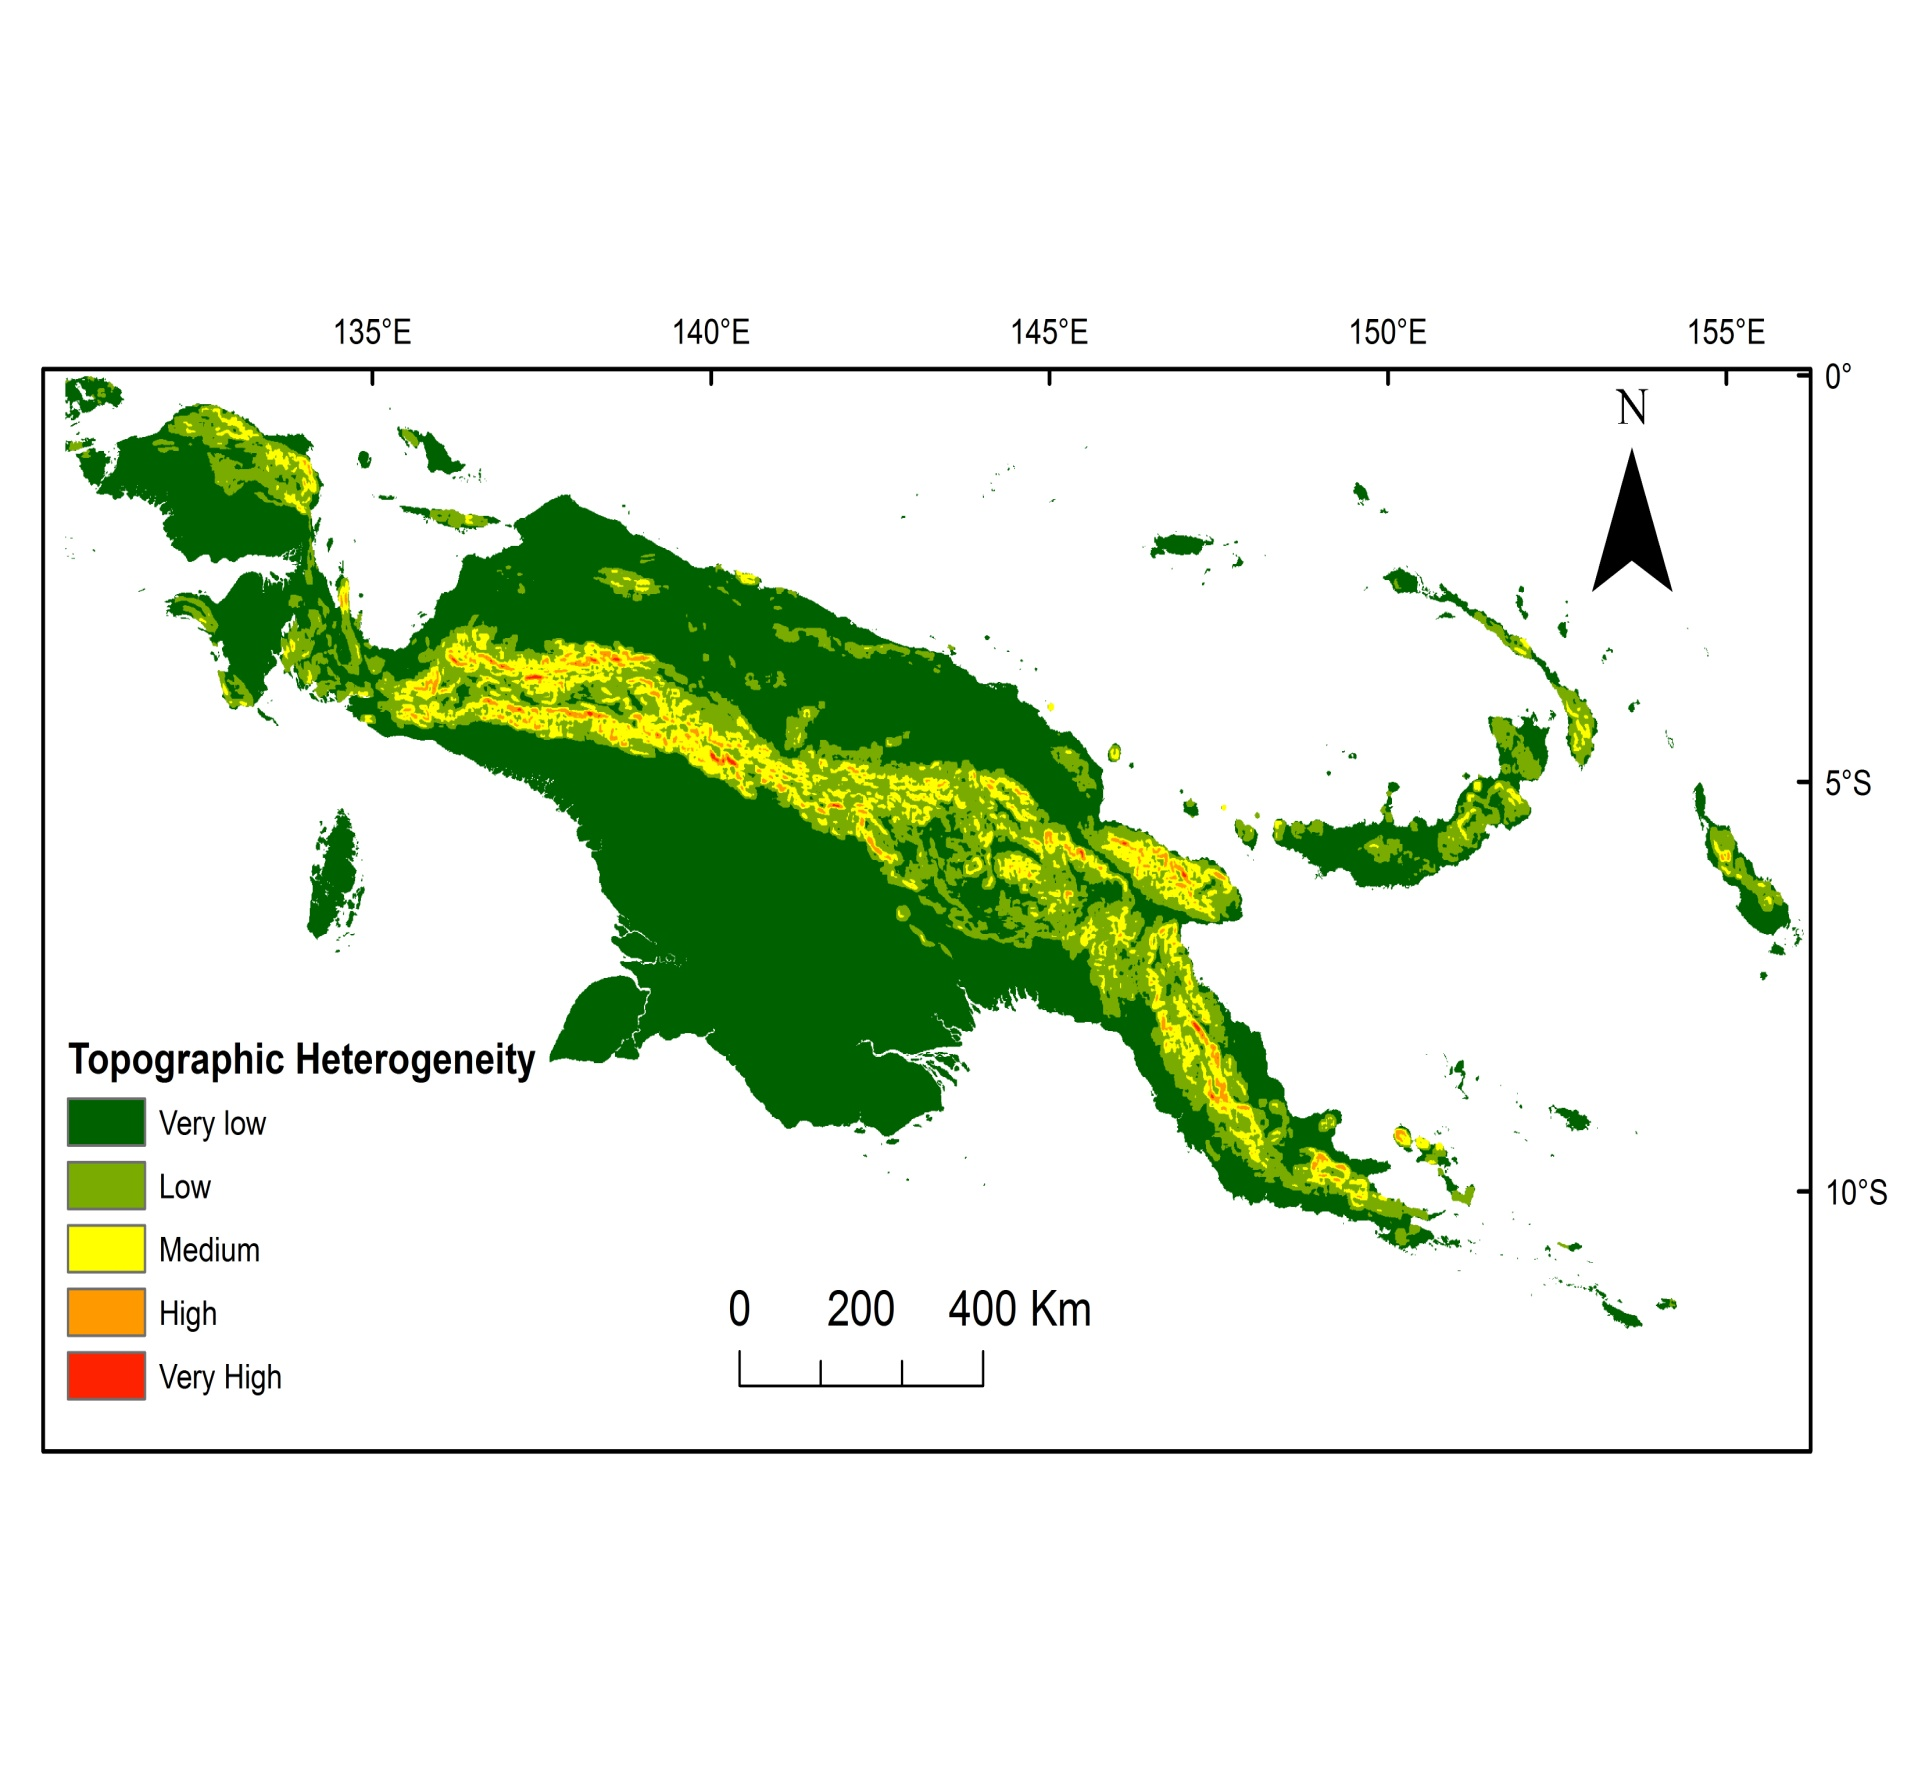 135°E 140°E 145°E 150°E 155°E
0°
N
5°S
Topographic Heterogeneity
Very low
Low
10°S
Medium
High
Very High
0 200 400 Km